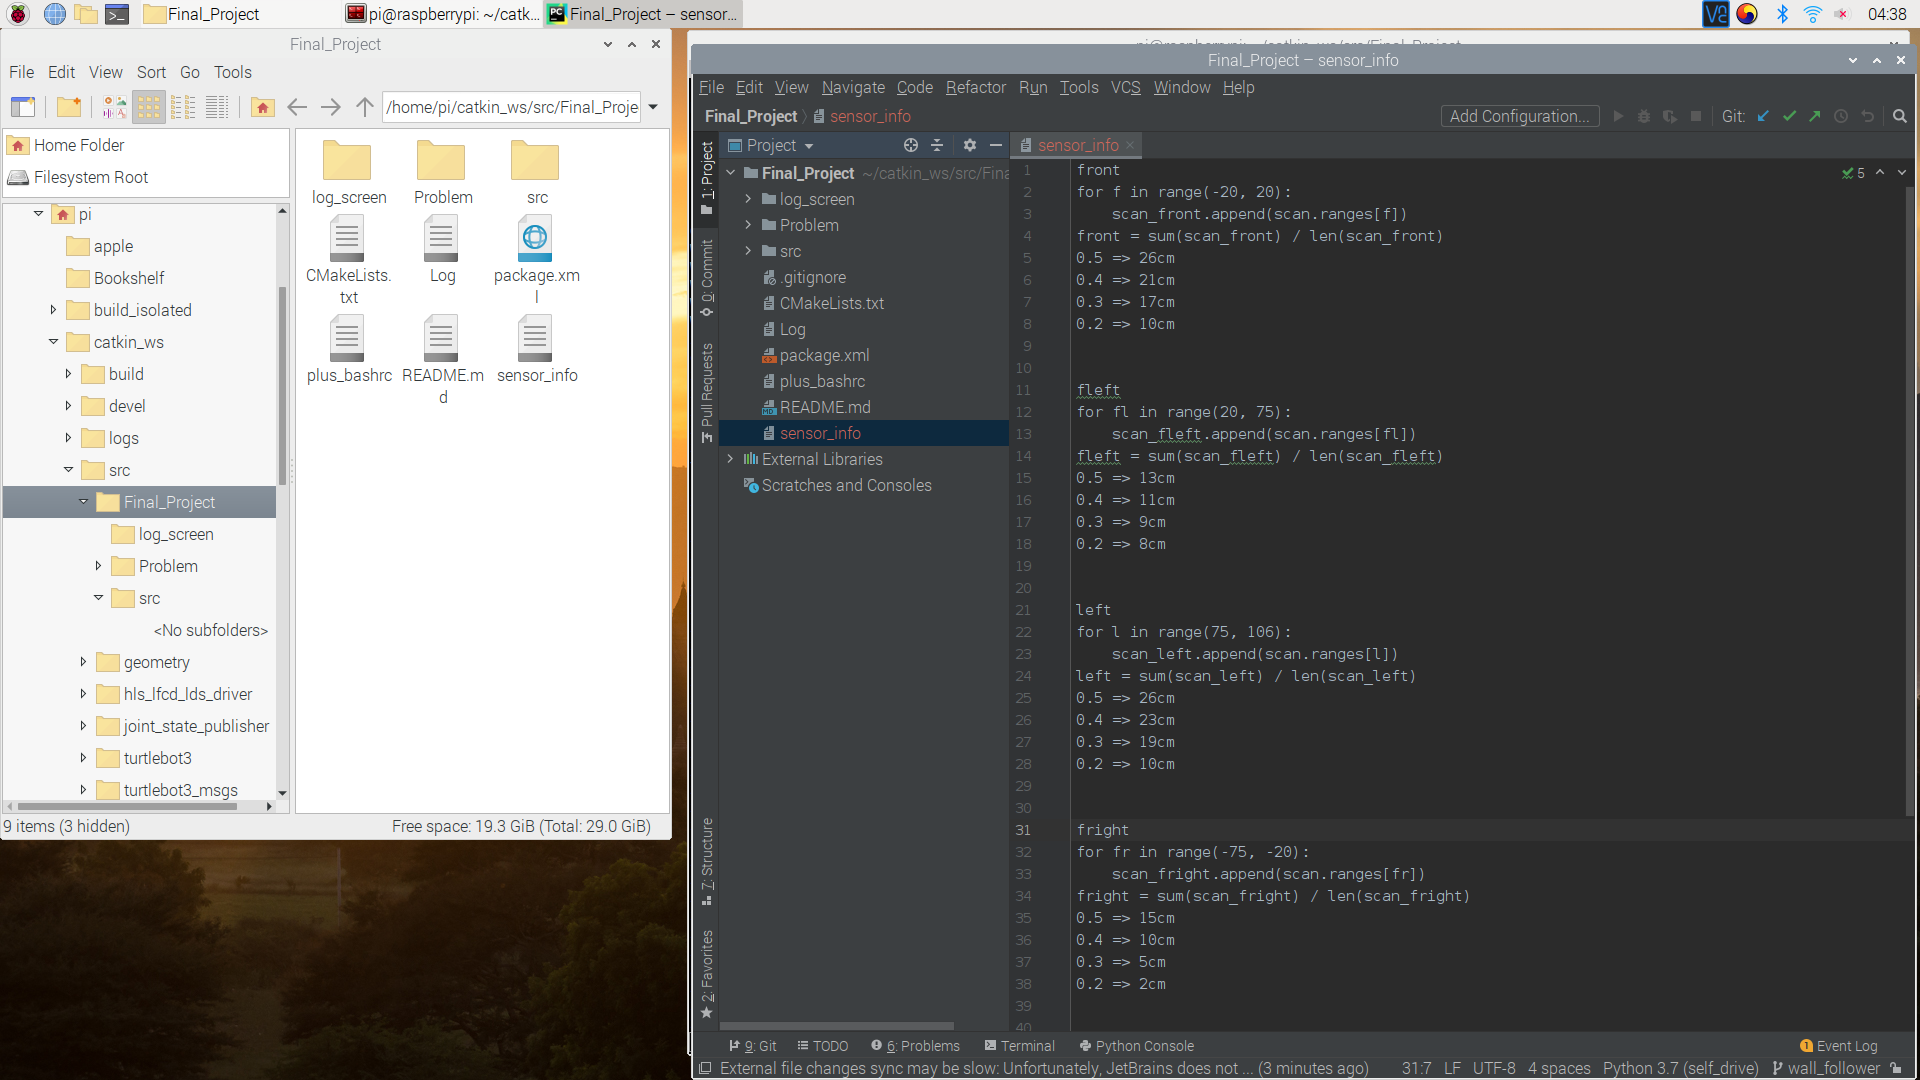 Final_Project
pi@raspberrypi: ~/catk...
Final_Project – sensor...
04:38
Final_Project
File Edit View Sort Go Tools
/home/pi/catkin_ws/src/Final_Proje
Home Folder
Filesystem Root
pi
apple
Bookshelf
build_isolated
catkin_ws
build
devel
logs
src
Final_Project
log_screen
Problem
src
<No subfolders>
geometry
hls_lfcd_lds_driver
joint_state_publisher
turtlebot3
turtlebot3_msgs
log_screen
Problem
src
CMakeLists.
txt
Log
package.xm
l
plus_bashrc
README.m
d
sensor_info
9 items (3 hidden)
Free space: 19.3 GiB (Total: 29.0 GiB)
Final_Project – sensor_info
File Edit View Navigate Code Refactor Run Tools VCS Window Help
Final_Project
sensor_info
Add Configuration...
Git:
1: Project
0: Commit
Pull Requests
7: Structure
2: Favorites
Project
Final_Project ~/catkin_ws/src/Fina
log_screen
Problem
src
.gitignore
CMakeLists.txt
Log
package.xml
plus_bashrc
README.md
sensor_info
External Libraries
Scratches and Consoles
sensor_info
5
1 front
2 for f in range(-20, 20):
3 scan_front.append(scan.ranges[f])
4 front = sum(scan_front) / len(scan_front)
5 0.5 => 26cm
6 0.4 => 21cm
7 0.3 => 17cm
8 0.2 => 10cm
9
10
11 fleft
12 for fl in range(20, 75):
13 scan_fleft.append(scan.ranges[fl])
14 fleft = sum(scan_fleft) / len(scan_fleft)
15 0.5 => 13cm
16 0.4 => 11cm
17 0.3 => 9cm
18 0.2 => 8cm
19
20
21 left
22 for l in range(75, 106):
23 scan_left.append(scan.ranges[l])
24 left = sum(scan_left) / len(scan_left)
25 0.5 => 26cm
26 0.4 => 23cm
27 0.3 => 19cm
28 0.2 => 10cm
29
30
31 fright
32 for fr in range(-75, -20):
33 scan_fright.append(scan.ranges[fr])
34 fright = sum(scan_fright) / len(scan_fright)
35 0.5 => 15cm
36 0.4 => 10cm
37 0.3 => 5cm
38 0.2 => 2cm
39
40
9: Git
TODO
6: Problems
Terminal
Python Console
1 Event Log
External file changes sync may be slow: Unfortunately, JetBrains does not ... (3 minutes ago)
31:7 LF UTF-8 4 spaces Python 3.7 (self_drive) wall_follower